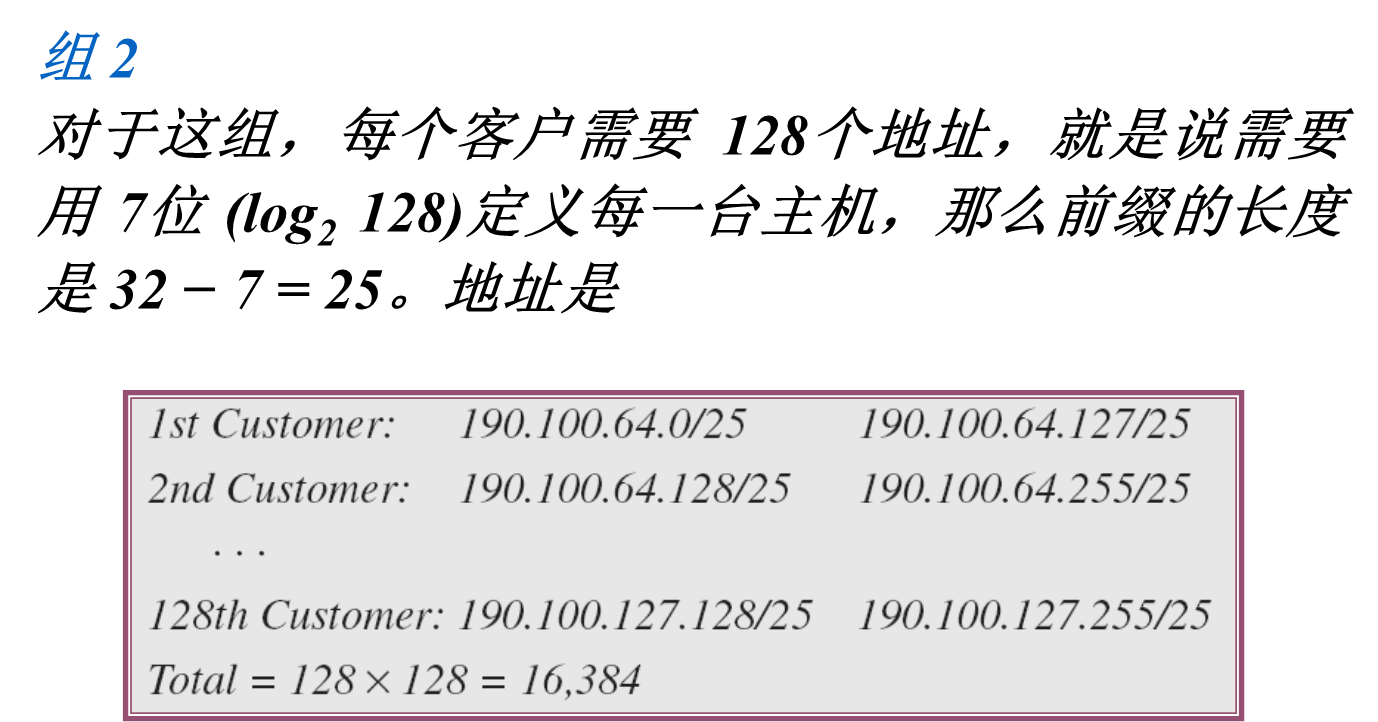 组 2
对于这组，每个客户需要 128个地址，就是说需要
用 7位 (log₂ 128)定义每一台主机，那么前缀的长度
是 32 − 7 = 25。地址是
1st Customer: 190.100.64.0/25 190.100.64.127/25
2nd Customer: 190.100.64.128/25 190.100.64.255/25
. . .
128th Customer: 190.100.127.128/25 190.100.127.255/25
Total = 128 × 128 = 16,384